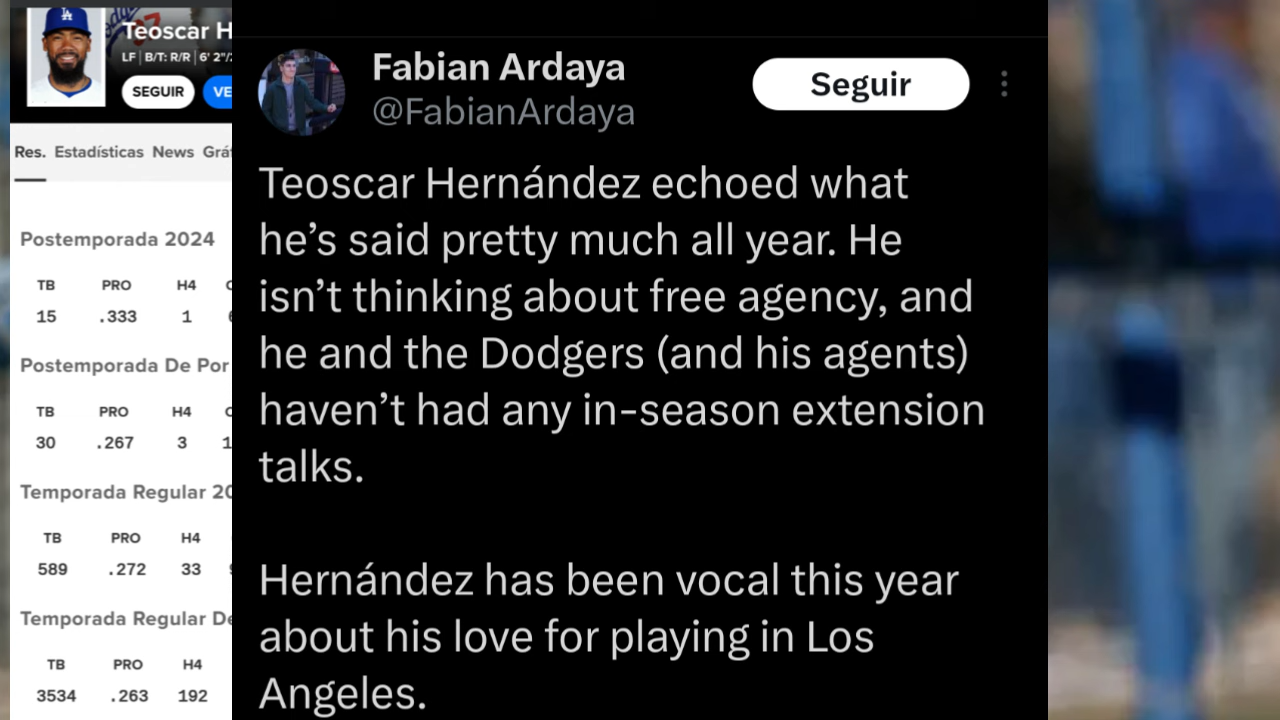 Teoscar H
LF | B/T: R/R | 6' 2"/
SEGUIR VE
Res. Estadísticas News Grá
Postemporada 2024
TB PRO H4
15 .333 1
Postemporada De Por
TB PRO H4
30 .267 3 1
Temporada Regular 20
TB PRO H4
589 .272 33
Temporada Regular De
TB PRO H4
3534 .263 192
Fabian Ardaya
@FabianArdaya
Seguir
Teoscar Hernández echoed what
he’s said pretty much all year. He
isn’t thinking about free agency, and
he and the Dodgers (and his agents)
haven’t had any in-season extension
talks.
Hernández has been vocal this year
about his love for playing in Los
Angeles.